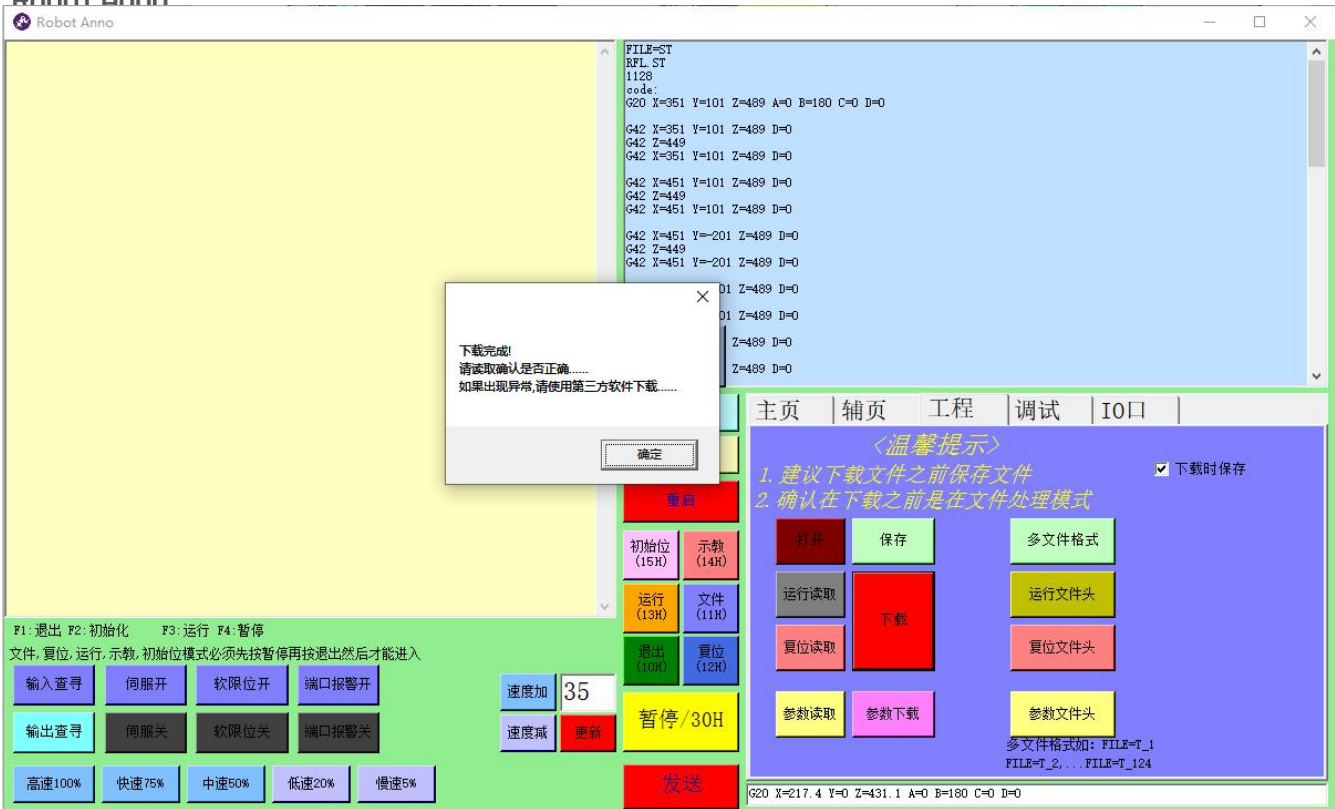 Robot Anno
FILE=ST
RFL.ST
1128
code:
G20 X=351 Y=101 Z=489 A=0 B=180 C=0 D=0
G42 X=351 Y=101 Z=489 D=0
G42 Z=449
G42 X=351 Y=101 Z=489 D=0
G42 X=451 Y=101 Z=489 D=0
G42 Z=449
G42 X=451 Y=101 Z=489 D=0
G42 X=451 Y=-201 Z=489 D=0
G42 Z=449
G42 X=451 Y=-201 Z=489 D=0
01 Z=489 D=0
01 Z=489 D=0
Z=489 D=0
Z=489 D=0
下载完成!
请读取确认是否正确......
如果出现异常,请使用第三方软件下载......
确定
主页 辅页 工程 调试 IO口
<温馨提示>
1. 建议下载文件之前保存文件
2. 确认在下载之前是在文件处理模式
下载时保存
重启
初始位
(15H)
示教
(14H)
运行
(13H)
文件
(11H)
退出
(10H)
复位
(12H)
暂停/30H
发送
打开
保存
多文件格式
运行读取
下载
运行文件头
复位读取
复位文件头
参数读取
参数下载
参数文件头
多文件格式如: FILE=T_1
FILE=T_2,...FILE=T_124
G20 X=217.4 Y=0 Z=431.1 A=0 B=180 C=0 D=0
F1:退出 F2:初始化 F3:运行 F4:暂停
文件,复位,运行,示教,初始位模式必须先按暂停再按退出然后才能进入
输入查寻 伺服开 软限位开 端口报警开
速度加 35
输出查寻 伺服关 软限位关 端口报警关
速度减 更新
高速100% 快速75% 中速50% 低速20% 慢速5%